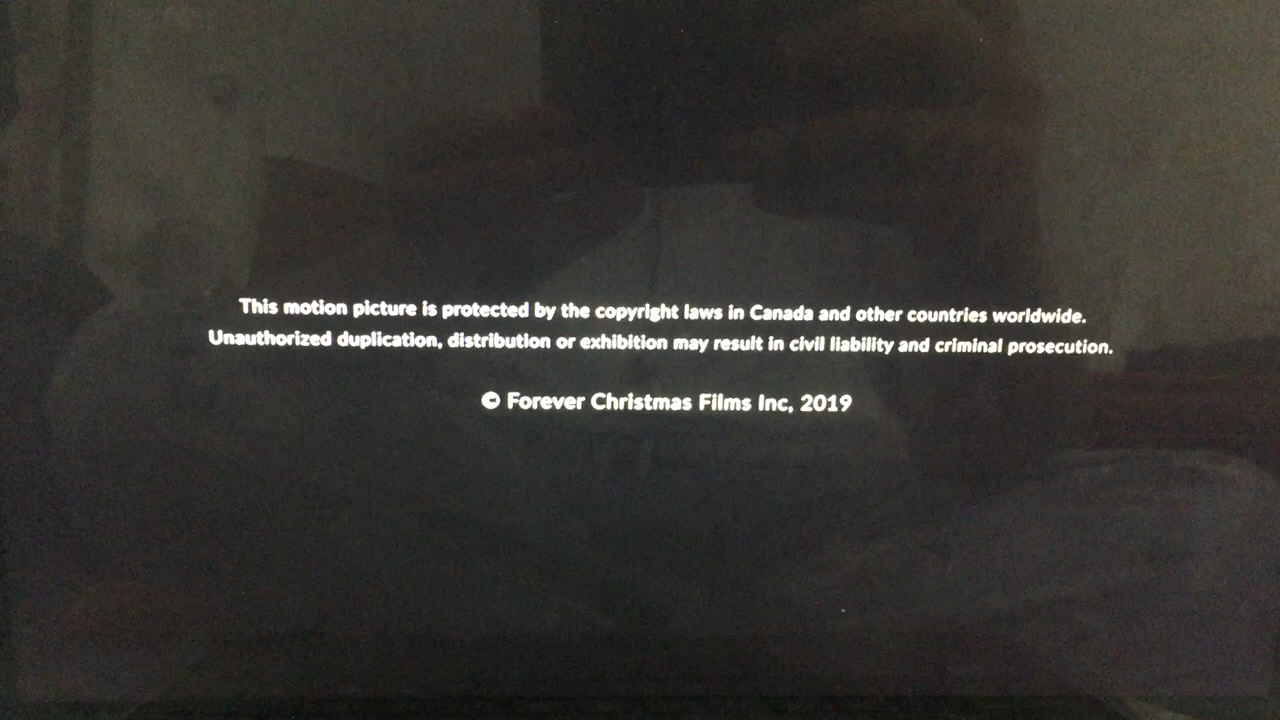 This motion picture is protected by the copyright laws in Canada and other countries worldwide.
Unauthorized duplication, distribution or exhibition may result in civil liability and criminal prosecution.
© Forever Christmas Films Inc, 2019